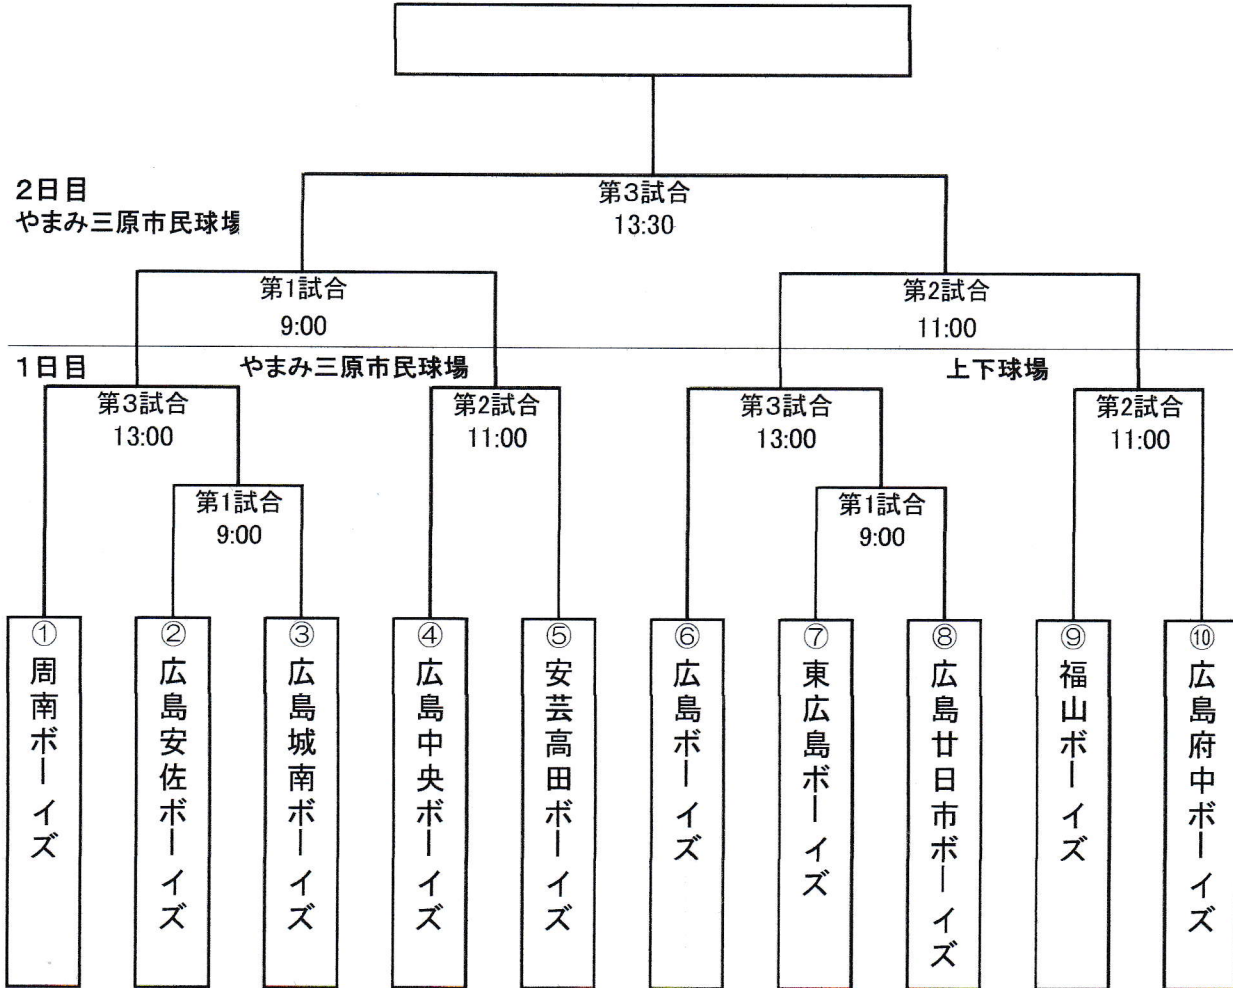 2日目
やまみ三原市民球場
第3試合
13:30
第1試合
9:00
第2試合
11:00
1日目
やまみ三原市民球場
上下球場
第3試合
13:00
第2試合
11:00
第3試合
13:00
第2試合
11:00
第1試合
9:00
第1試合
9:00
①周南ボーイズ
②広島安佐ボーイズ
③広島城南ボーイズ
④広島中央ボーイズ
⑤安芸高田ボーイズ
⑥広島ボーイズ
⑦東広島ボーイズ
⑧広島廿日市ボーイズ
⑨福山ボーイズ
⑩広島府中ボーイズ